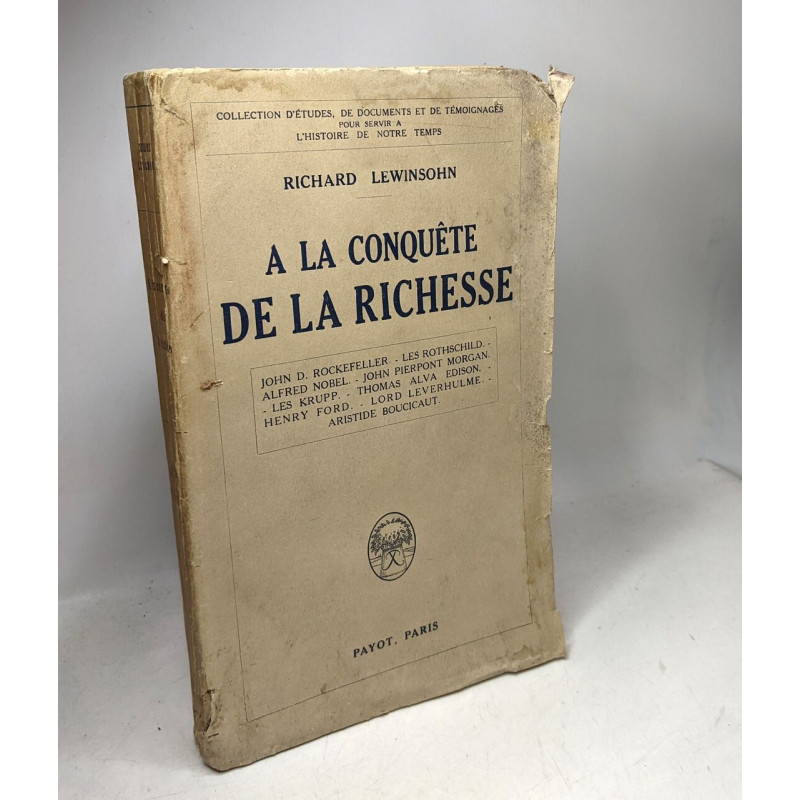 COLLECTION D'ÉTUDES, DE DOCUMENTS ET DE TÉMOIGNAGES
POUR SERVIR A
L'HISTOIRE DE NOTRE TEMPS
RICHARD LEWINSOHN
A LA CONQUÊTE
DE LA RICHESSE
JOHN D. ROCKEFELLER. - LES ROTHSCHILD. -
ALFRED NOBEL. - JOHN PIERPONT MORGAN.
- LES KRUPP. - THOMAS ALVA EDISON. -
HENRY FORD. - LORD LEVERHULME. -
ARISTIDE BOUCICAUT.
PAYOT, PARIS